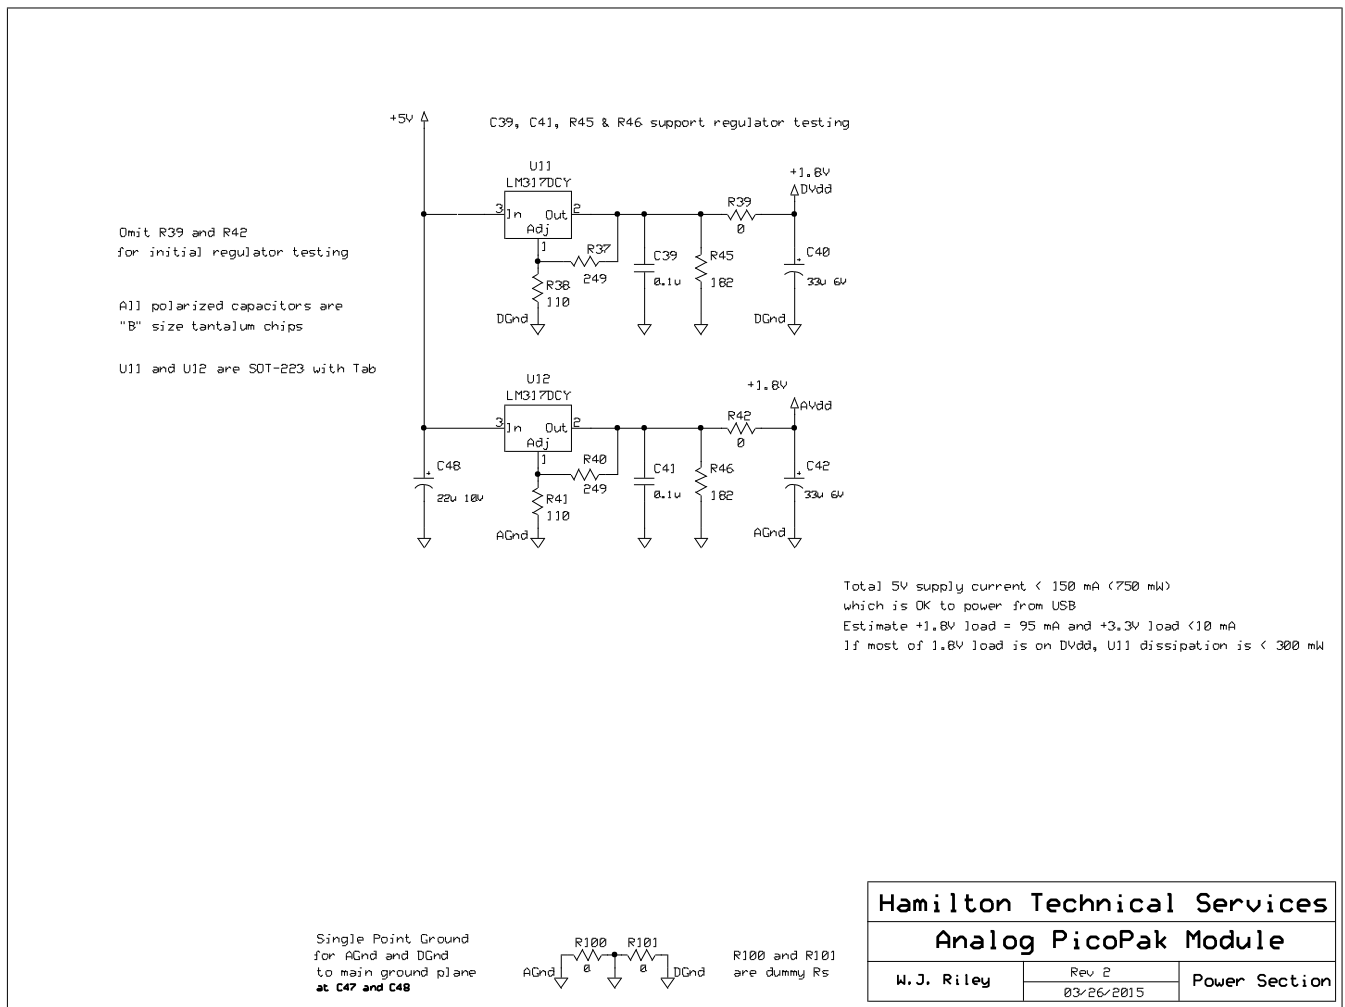 +5V
C39, C41, R45 & R46 support regulator testing
U11
LM317DCY
+1.8V
DVdd
3
In
Out
2
R39
0
Adj
1
Omit R39 and R42
for initial regulator testing
R37
249
C39
0.1u
R45
182
C40
+
33u 6V
R38
110
DGnd
DGnd
All polarized capacitors are
"B" size tantalum chips
U11 and U12 are SOT-223 with Tab
U12
LM317DCY
+1.8V
AVdd
3
In
Out
2
R42
0
Adj
1
C48
+
22u 10V
R40
249
C41
0.1u
R46
182
C42
+
33u 6V
R41
110
AGnd
AGnd
Total 5V supply current < 150 mA (750 mW)
which is OK to power from USB
Estimate +1.8V load = 95 mA and +3.3V load <10 mA
If most of 1.8V load is on DVdd, U11 dissipation is < 300 mW
Single Point Ground
for AGnd and DGnd
to main ground plane
at C47 and C48
R100
0
R101
0
AGnd
DGnd
R100 and R101
are dummy Rs
Hamilton Technical Services
Analog PicoPak Module
W.J. Riley
Rev 2
03/26/2015
Power Section